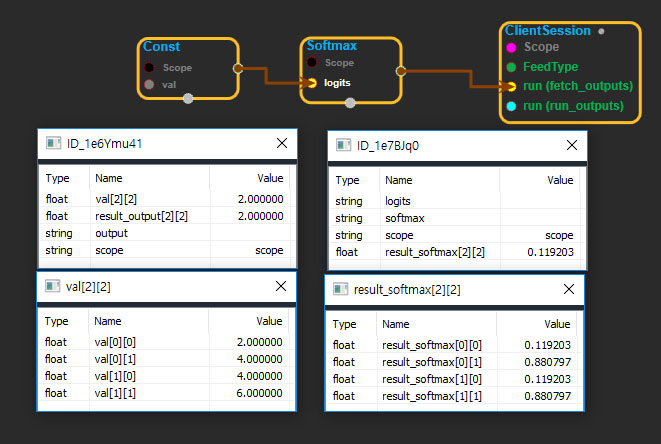 Const
Scope
val
Softmax
Scope
logits
ClientSession
Scope
FeedType
run (fetch_outputs)
run (run_outputs)
ID_1e6Ymu41
Type Name Value
float val[2][2] 2.000000
float result_output[2][2] 2.000000
string output
string scope scope
ID_1e7BJq0
Type Name Value
string logits
string softmax
string scope scope
float result_softmax[2][2] 0.119203
val[2][2]
Type Name Value
float val[0][0] 2.000000
float val[0][1] 4.000000
float val[1][0] 4.000000
float val[1][1] 6.000000
result_softmax[2][2]
Type Name Value
float result_softmax[0][0] 0.119203
float result_softmax[0][1] 0.880797
float result_softmax[1][0] 0.119203
float result_softmax[1][1] 0.880797